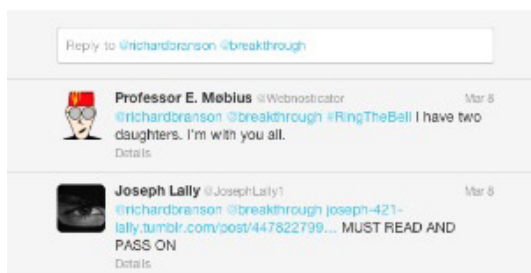 Reply to @richardbranson @breakthrough
Professor E. Møbius @Webnosticator Mar 8
@richardbranson @breakthrough #RingTheBell I have two
daughters. I'm with you all.
Details
Joseph Lally @JosephLally1 Mar 8
@richardbranson @breakthrough joseph-421-
lally.tumblr.com/post/447822799... MUST READ AND
PASS ON
Details